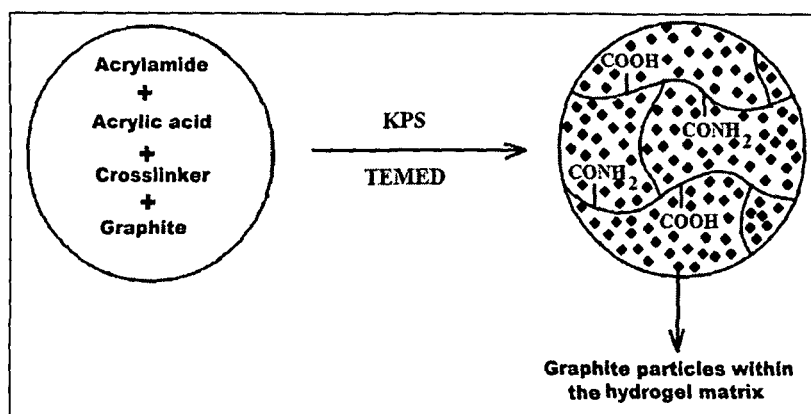 Acrylamide
+
Acrylic acid
+
Crosslinker
+
Graphite
KPS
TEMED
COOH
CONH₂
CONH₂
COOH
Graphite particles within
the hydrogel matrix